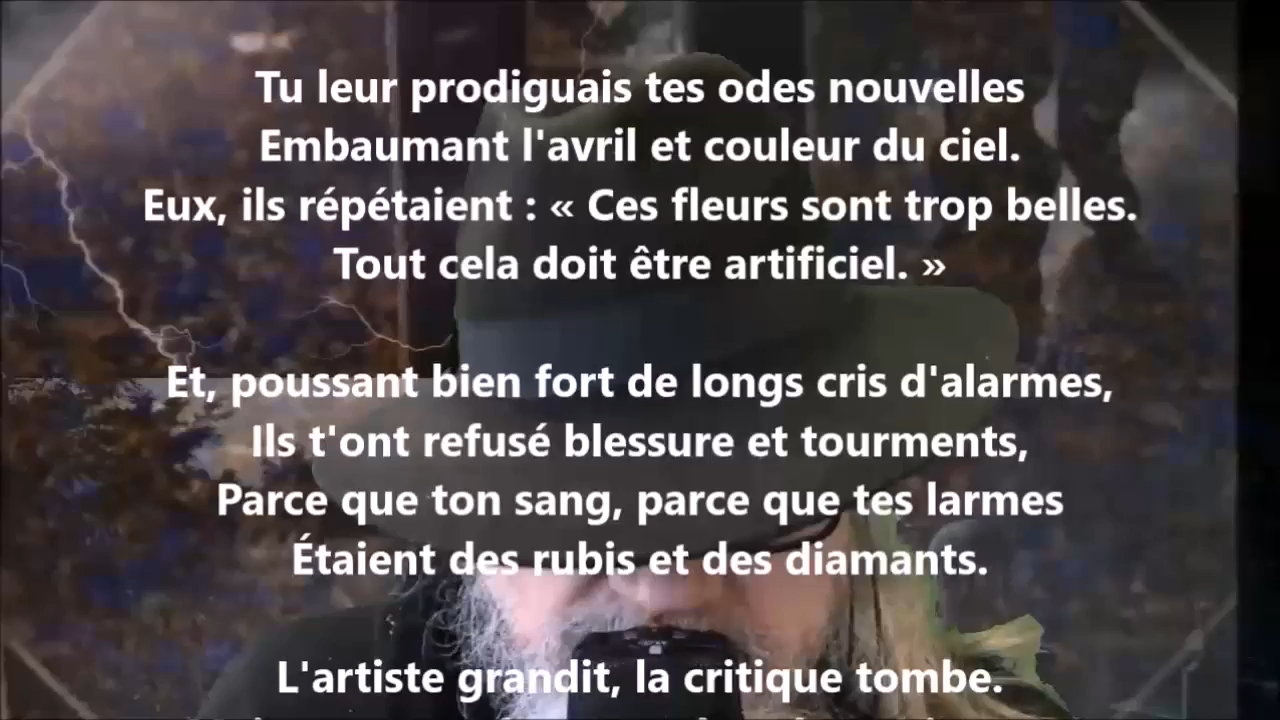 Tu leur prodiguais tes odes nouvelles
Embaumant l'avril et couleur du ciel.
Eux, ils répétaient : « Ces fleurs sont trop belles.
Tout cela doit être artificiel. »
Et, poussant bien fort de longs cris d'alarmes,
Ils t'ont refusé blessure et tourments,
Parce que ton sang, parce que tes larmes
Étaient des rubis et des diamants.
L'artiste grandit, la critique tombe.